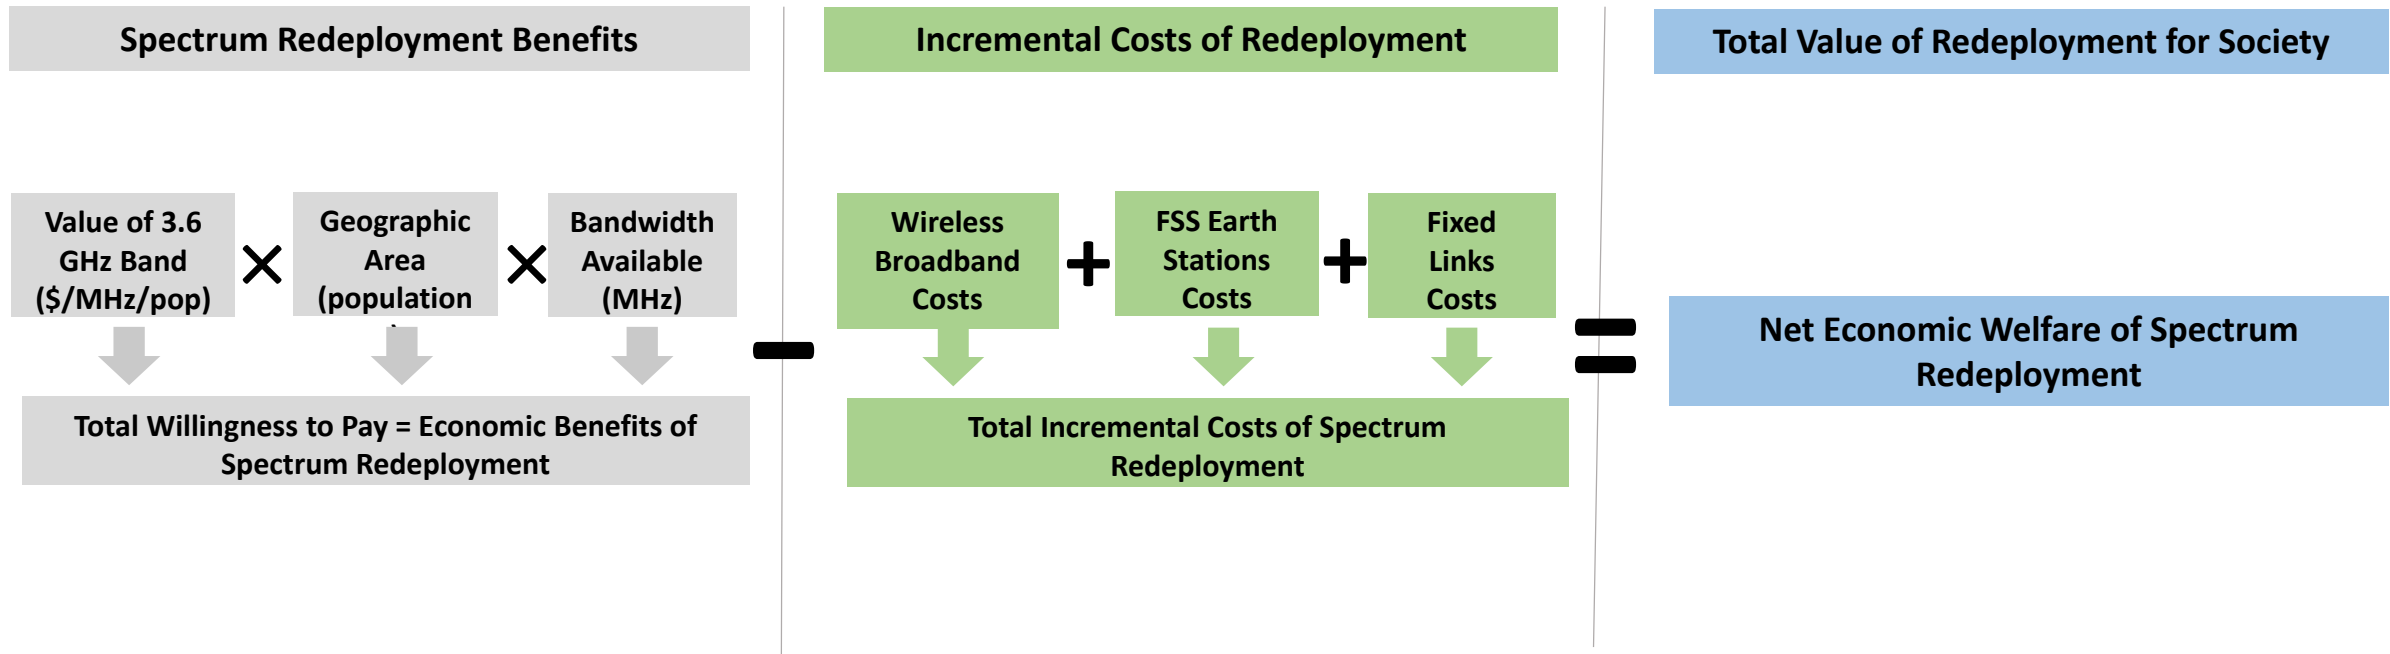 Spectrum Redeployment Benefits
Incremental Costs of Redeployment
Total Value of Redeployment for Society
Value of 3.6
GHz Band
($/MHz/pop)
Geographic
Area
(population
)
Bandwidth
Available
(MHz)
Wireless
Broadband
Costs
FSS Earth
Stations
Costs
Fixed
Links
Costs
Total Willingness to Pay = Economic Benefits of
Spectrum Redeployment
Total Incremental Costs of Spectrum
Redeployment
Net Economic Welfare of Spectrum
Redeployment